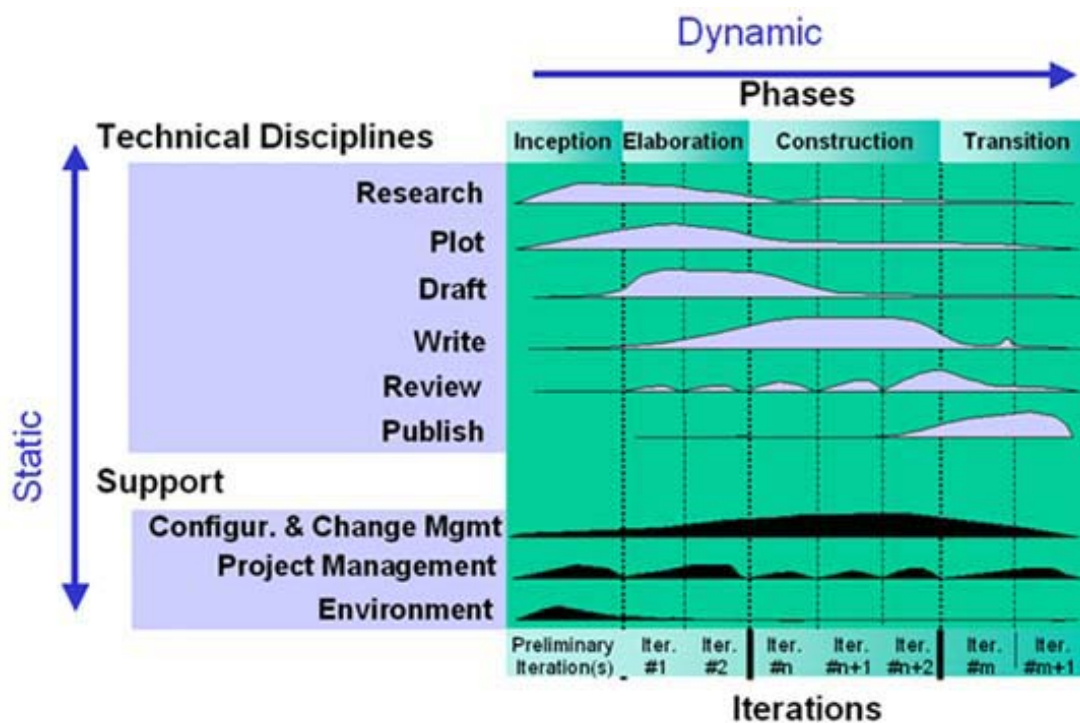 Dynamic
Phases
Technical Disciplines
Inception Elaboration Construction Transition
Research
Plot
Draft
Write
Review
Publish
Static
Support
Configur. & Change Mgmt
Project Management
Environment
Preliminary Iter. Iter. Iter. Iter. Iter. Iter. Iter.
Iteration(s) #1 #2 #n #n+1 #n+2 #m #m+1
Iterations